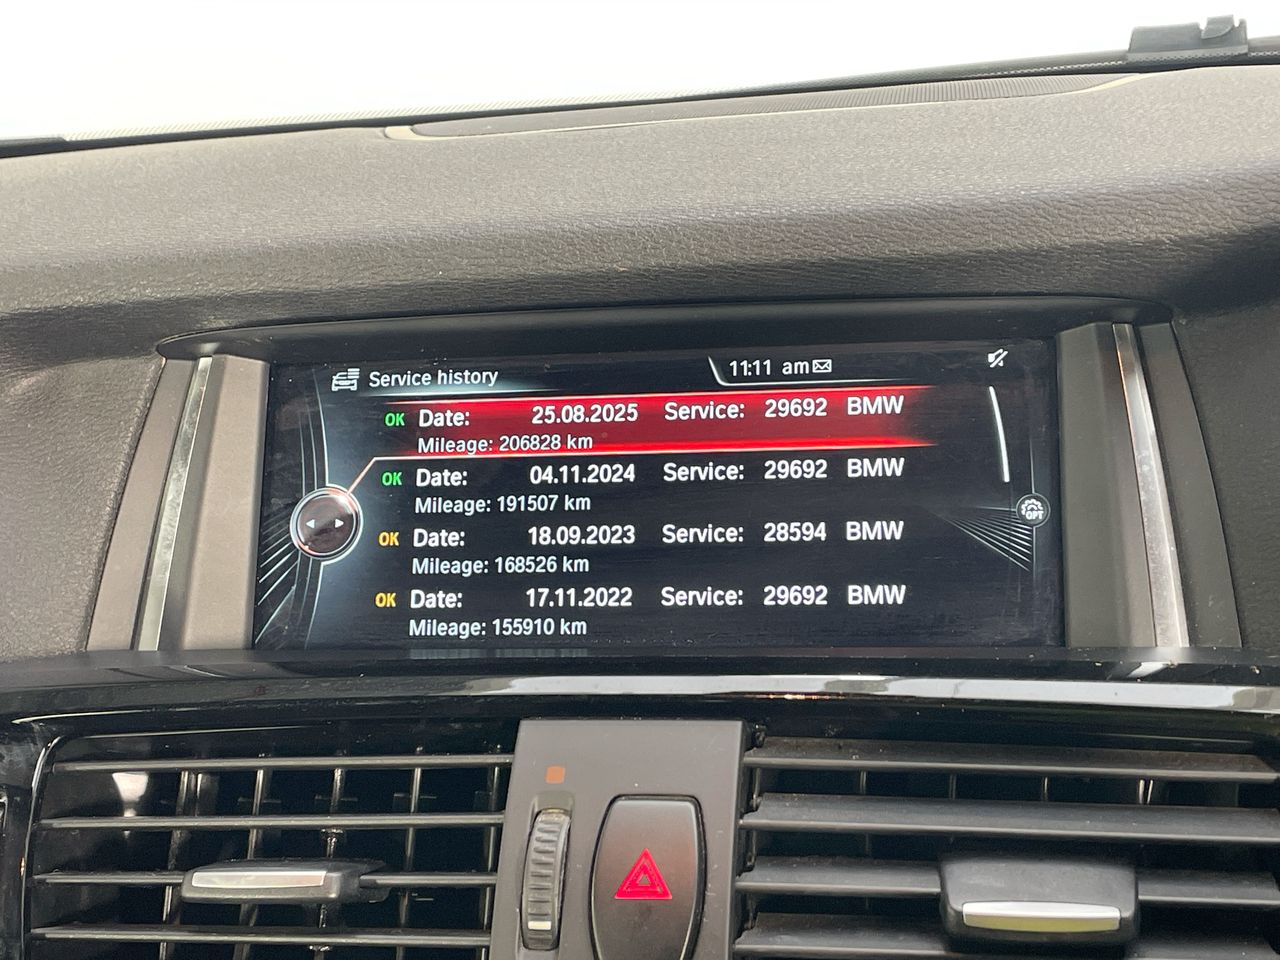 Service history 11:11 am
OK Date: 25.08.2025 Service: 29692 BMW
Mileage: 206828 km
OK Date: 04.11.2024 Service: 29692 BMW
Mileage: 191507 km
OK Date: 18.09.2023 Service: 28594 BMW
Mileage: 168526 km
OK Date: 17.11.2022 Service: 29692 BMW
Mileage: 155910 km
OPT